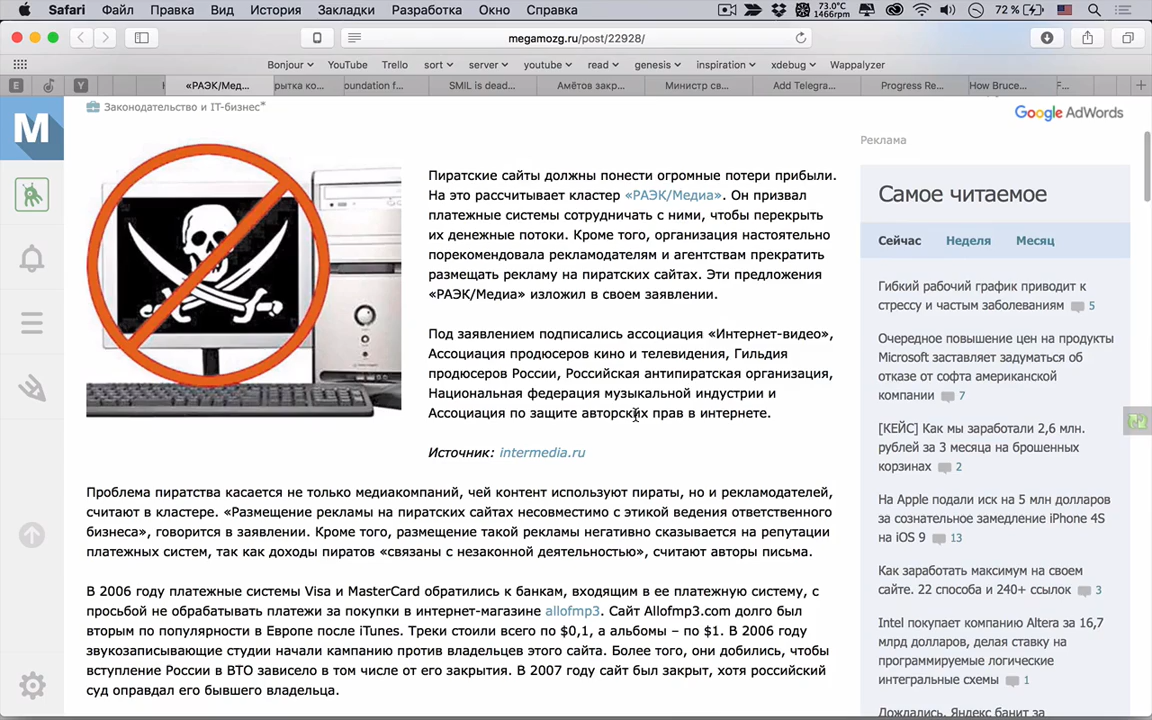 Safari Файл Правка Вид История Закладки Разработка Окно Справка 73.0°C 1466rpm 72 %
megamozg.ru/post/22928/
Bonjour YouTube Trello sort server youtube read genesis inspiration xdebug Wappalyzer
E Y «РАЭК/Мед... рытка ко... oundation f... SMIL is dead... Амётов закр... Министр св... Add Telegra... Progress Re... How Bruce... F...
Законодательство и IT-бизнес*
M
Пиратские сайты должны понести огромные потери прибыли.
На это рассчитывает кластер «РАЭК/Медиа». Он призвал
платежные системы сотрудничать с ними, чтобы перекрыть
их денежные потоки. Кроме того, организация настоятельно
порекомендовала рекламодателям и агентствам прекратить
размещать рекламу на пиратских сайтах. Эти предложения
«РАЭК/Медиа» изложил в своем заявлении.
Под заявлением подписались ассоциация «Интернет-видео»,
Ассоциация продюсеров кино и телевидения, Гильдия
продюсеров России, Российская антипиратская организация,
Национальная федерация музыкальной индустрии и
Ассоциация по защите авторских прав в интернете.
Источник: intermedia.ru
Проблема пиратства касается не только медиакомпаний, чей контент используют пираты, но и рекламодателей,
считают в кластере. «Размещение рекламы на пиратских сайтах несовместимо с этикой ведения ответственного
бизнеса», говорится в заявлении. Кроме того, размещение такой рекламы негативно сказывается на репутации
платежных систем, так как доходы пиратов «связаны с незаконной деятельностью», считают авторы письма.
В 2006 году платежные системы Visa и MasterCard обратились к банкам, входящим в ее платежную систему, с
просьбой не обрабатывать платежи за покупки в интернет-магазине allofmp3. Сайт Allofmp3.com долго был
вторым по популярности в Европе после iTunes. Треки стоили всего по $0,1, а альбомы – по $1. В 2006 году
звукозаписывающие студии начали кампанию против владельцев этого сайта. Более того, они добились, чтобы
вступление России в ВТО зависело в том числе от его закрытия. В 2007 году сайт был закрыт, хотя российский
суд оправдал его бывшего владельца.
Google AdWords
Реклама
Самое читаемое
Сейчас Неделя Месяц
Гибкий рабочий график приводит к
стрессу и частым заболеваниям 5
Очередное повышение цен на продукты
Microsoft заставляет задуматься об
отказе от софта американской
компании 7
[КЕЙС] Как мы заработали 2,6 млн.
рублей за 3 месяца на брошенных
корзинах 2
На Apple подали иск на 5 млн долларов
за сознательное замедление iPhone 4S
на iOS 9 13
Как заработать максимум на своем
сайте. 22 способа и 240+ ссылок 3
Intel покупает компанию Altera за 16,7
млрд долларов, делая ставку на
программируемые логические
интегральные схемы 1
Дождались. Яндекс банит за